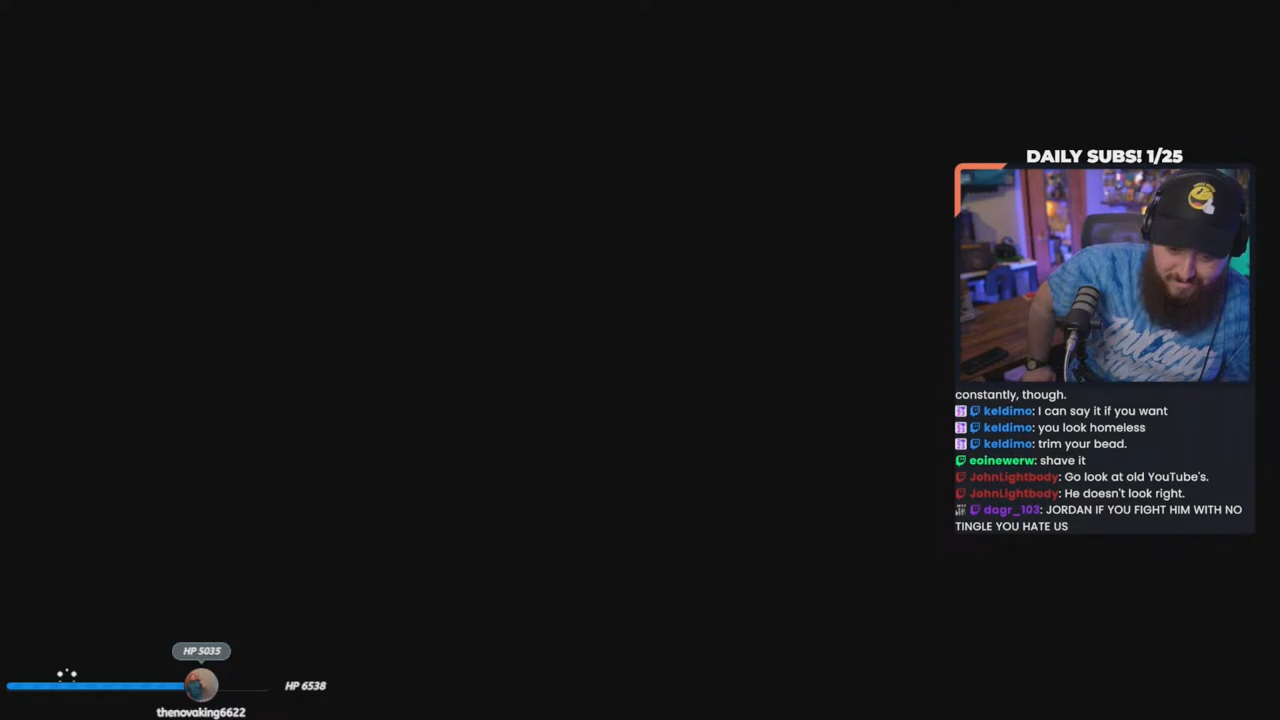 DAILY SUBS! 1/25
constantly, though.
keldimo: I can say it if you want
keldimo: you look homeless
keldimo: trim your bead.
eoinewerw: shave it
JohnLightbody: Go look at old YouTube's.
JohnLightbody: He doesn't look right.
dagr_103: JORDAN IF YOU FIGHT HIM WITH NO
TINGLE YOU HATE US
HP 5035
HP 6538
thenovaking6622